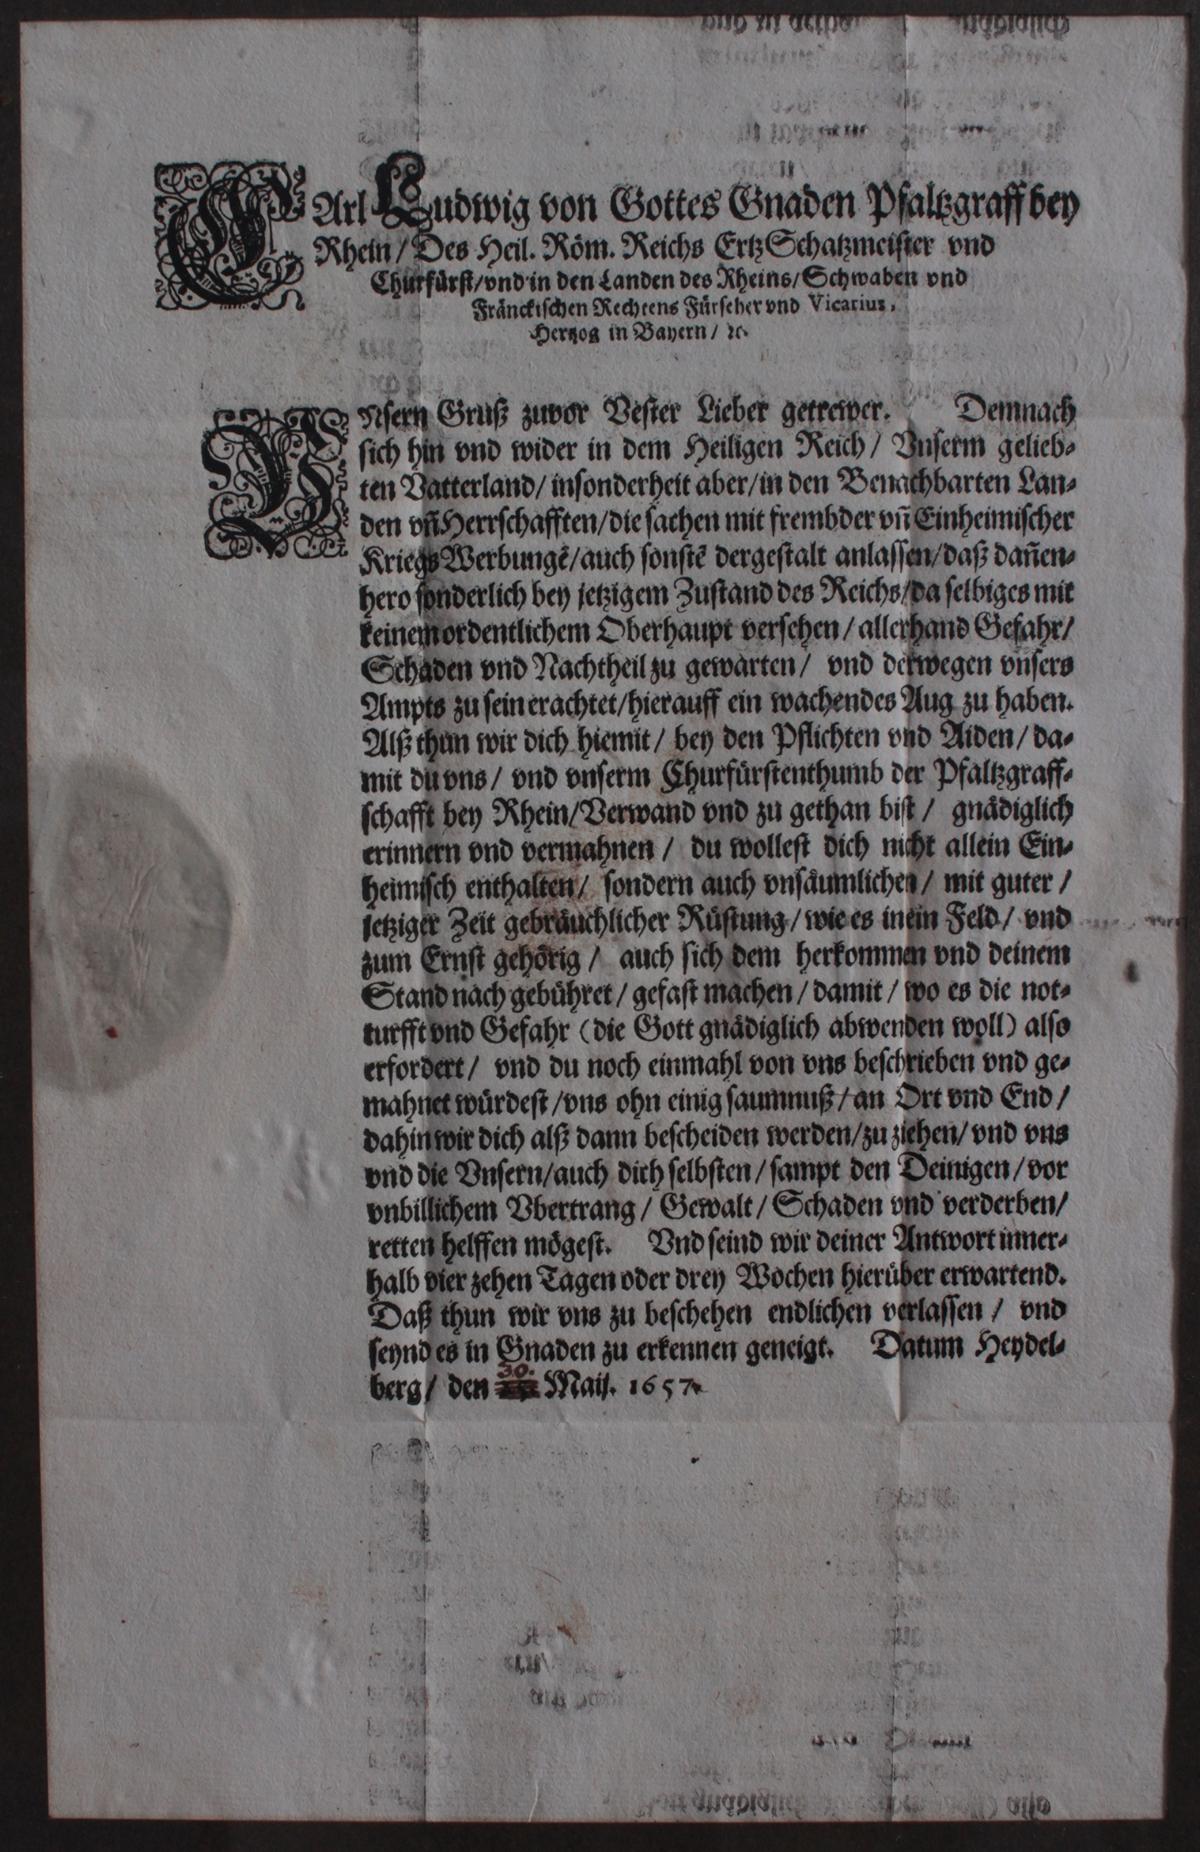 CArl Ludwig von Gottes Gnaden Pfaltzgraff bey
Rhein / Des Heil. Röm. Reichs ErtzSchatzmeister vnd
Churfürst / vnd in den Landen des Rheins / Schwaben vnd
Fränckischen Rechtens Fürseher vnd Vicarius,
Hertzog in Bayern / ꝛc.
VNsern Gruß zuvor Vester Lieber getrewer. Demnach
sich hin vnd wider in dem Heiligen Reich / Vnserm gelieb-
ten Vatterland / insonderheit aber / in den Benachbarten Lan-
den vñ Herrschafften / die sachen mit frembder vñ Einheimischer
KriegsWerbungē / auch sonstē dergestalt anlassen / daß dañen-
hero sonderlich bey jetzigem Zustand des Reichs / da selbiges mit
keinem ordentlichem Oberhaupt versehen / allerhand Gefahr /
Schaden vnd Nachtheil zu gewarten / vnd derwegen vnsers
Ampts zu sein erachtet / hierauff ein wachendes Aug zu haben.
Alß thun wir dich hiemit / bey den Pflichten vnd Aiden / da-
mit du vns / vnd vnserm Churfürstenthumb der Pfaltzgraff-
schafft bey Rhein / Verwand vnd zu gethan bist / gnädiglich
erinnern vnd vermahnen / du wollest dich nicht allein Ein-
heimisch enthalten / sondern auch vnsäumlichen / mit guter /
jetziger Zeit gebräuchlicher Rüstung / wie es in ein Feld / vnd
zum Ernst gehörig / auch sich dem herkommen vnd deinem
Stand nach gebühret / gefast machen / damit / wo es die not-
turfft vnd Gefahr (die Gott gnädiglich abwenden woll) also
erfordert / vnd du noch einmahl von vns beschrieben vnd ge-
mahnet würdest / vns ohn einig saumnuß / an Ort vnd End /
dahin wir dich alß dann bescheiden werden / zu ziehen / vnd vns
vnd die Vnsern / auch dich selbsten / sampt den Deinigen / vor
vnbillichem Vbertrang / Gewalt / Schaden vnd verderben /
retten helffen mögest. Vnd seind wir deiner Antwort inner-
halb vier zehen Tagen oder drey Wochen hierüber erwartend.
Daß thun wir vns zu beschehen endlichen verlassen / vnd
seynd es in Gnaden zu erkennen geneigt. Datum Heydel-
berg / den 30. Maij. 1657.